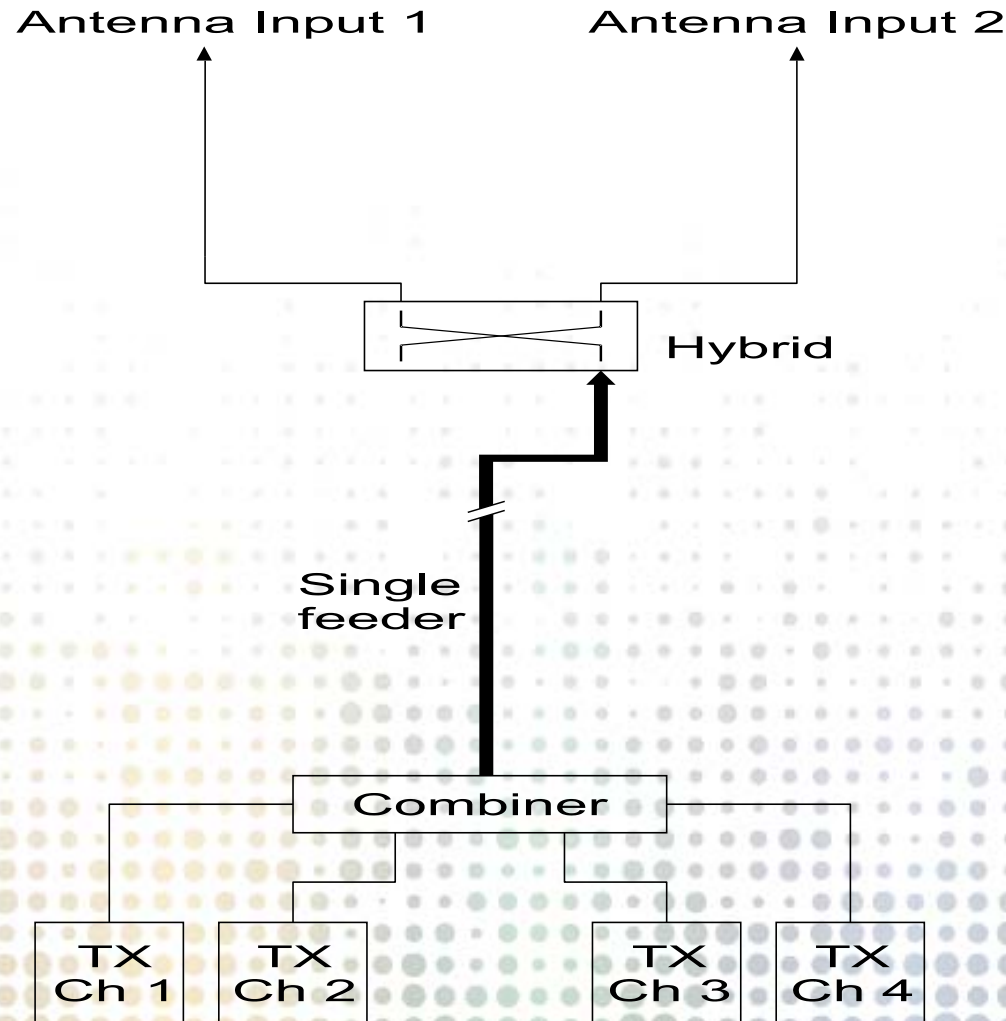 Antenna Input 1
Antenna Input 2
Hybrid
Single
feeder
Combiner
TX
Ch 1
TX
Ch 2
TX
Ch 3
TX
Ch 4